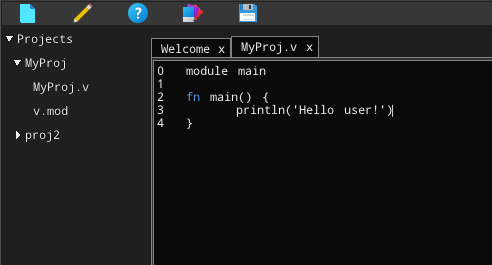 ?
Projects
MyProj
MyProj.v
v.mod
proj2
Welcome x
MyProj.v x
0 module main
1
2 fn main() {
3 println('Hello user!')
4 }